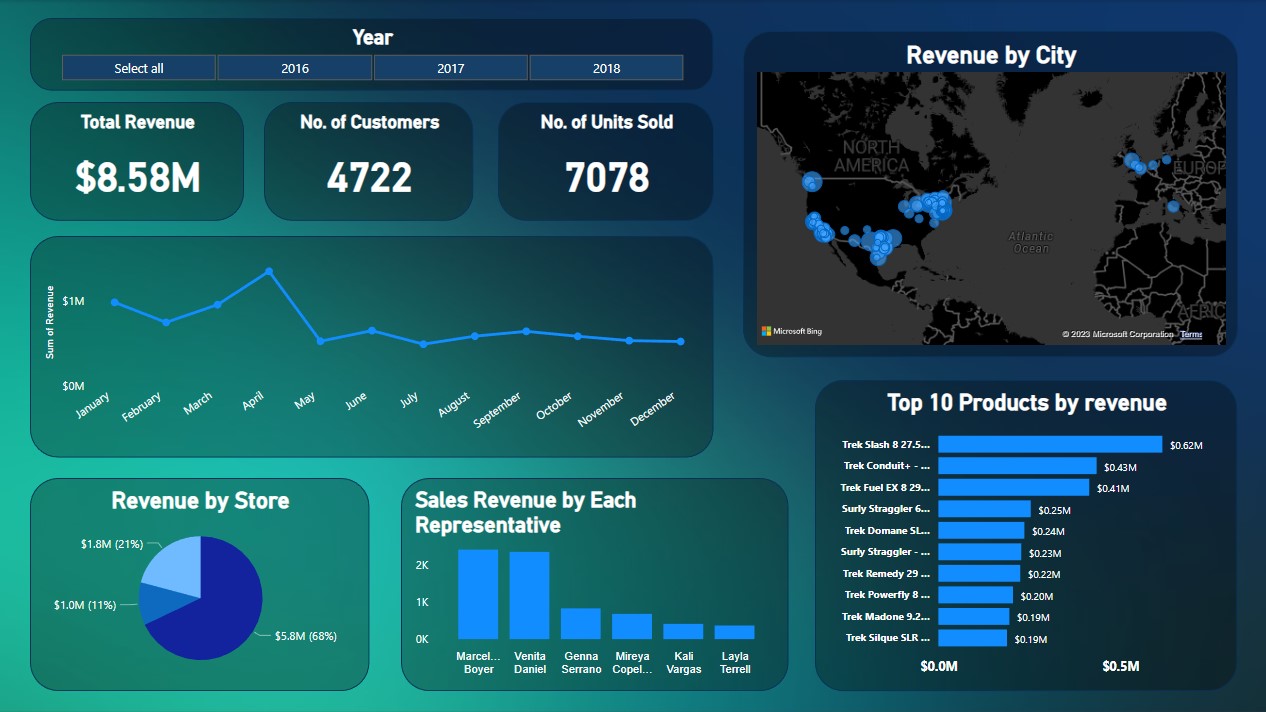 Year
Select all
2016
2017
2018
Total Revenue
$8.58M
No. of Customers
4722
No. of Units Sold
7078
Sum of Revenue
$1M
$0M
January
February
March
April
May
June
July
August
September
October
November
December
Revenue by City
NORTH
AMERICA
EUROP
Atlantic
Ocean
AFRIC
Microsoft Bing
© 2023 Microsoft Corporation Terms
Revenue by Store
$1.8M (21%)
$1.0M (11%)
$5.8M (68%)
Sales Revenue by Each
Representative
2K
1K
0K
Marcel...
Boyer
Venita
Daniel
Genna
Serrano
Mireya
Copel...
Kali
Vargas
Layla
Terrell
Top 10 Products by revenue
Trek Slash 8 27.5... $0.62M
Trek Conduit+ - ... $0.43M
Trek Fuel EX 8 29... $0.41M
Surly Straggler 6... $0.25M
Trek Domane SL... $0.24M
Surly Straggler - ... $0.23M
Trek Remedy 29 ... $0.22M
Trek Powerfly 8 ... $0.20M
Trek Madone 9.2... $0.19M
Trek Silque SLR ... $0.19M
$0.0M
$0.5M